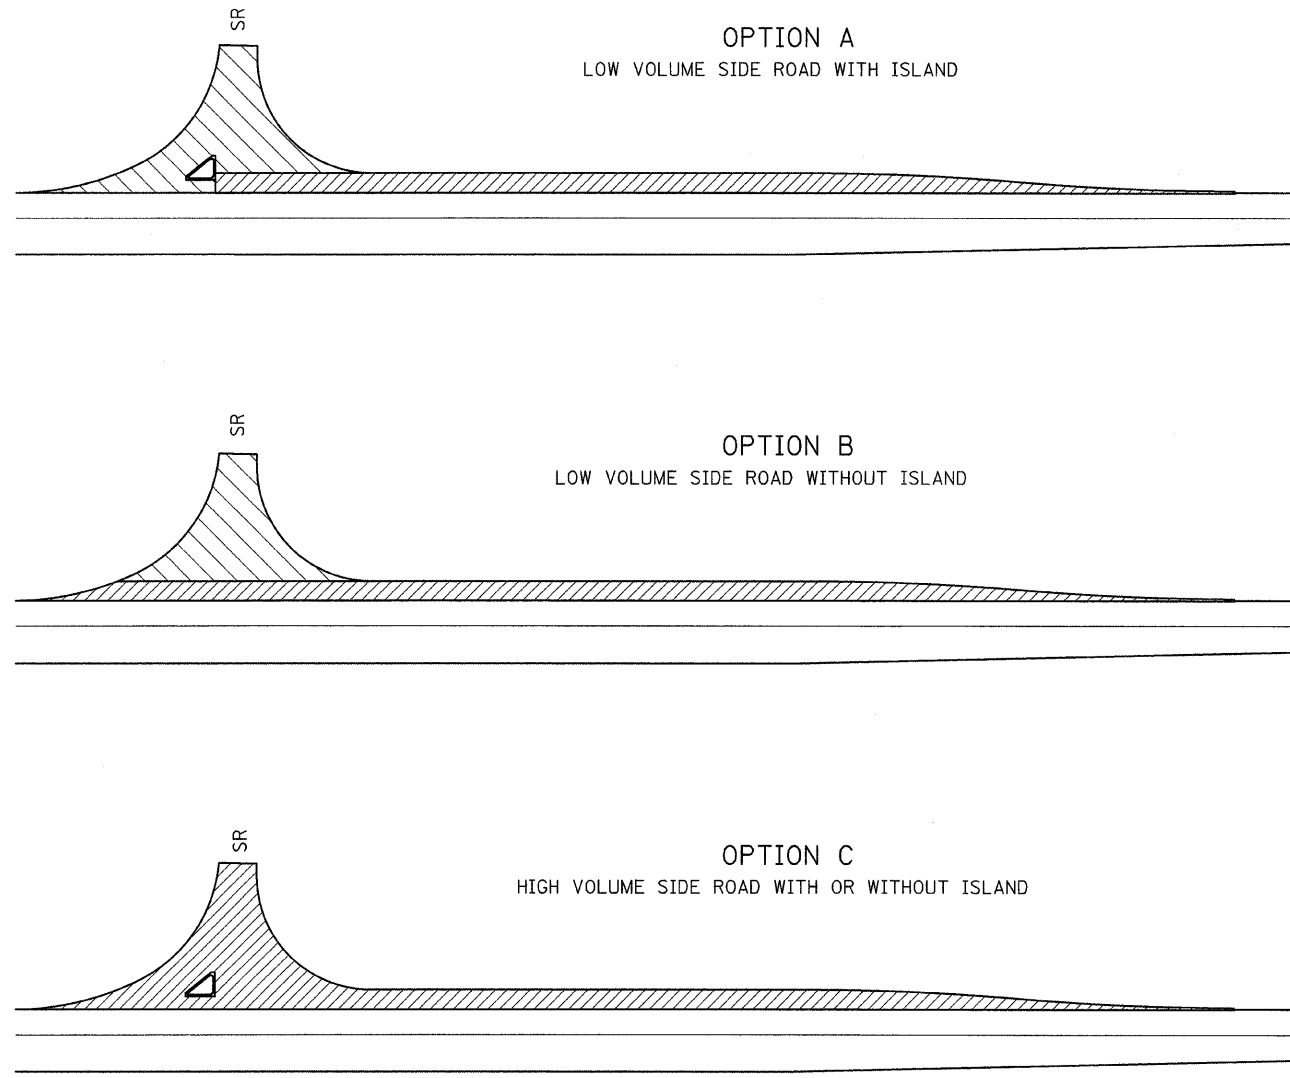 SR
OPTION A
LOW VOLUME SIDE ROAD WITH ISLAND
SR
OPTION B
LOW VOLUME SIDE ROAD WITHOUT ISLAND
SR
OPTION C
HIGH VOLUME SIDE ROAD WITH OR WITHOUT ISLAND